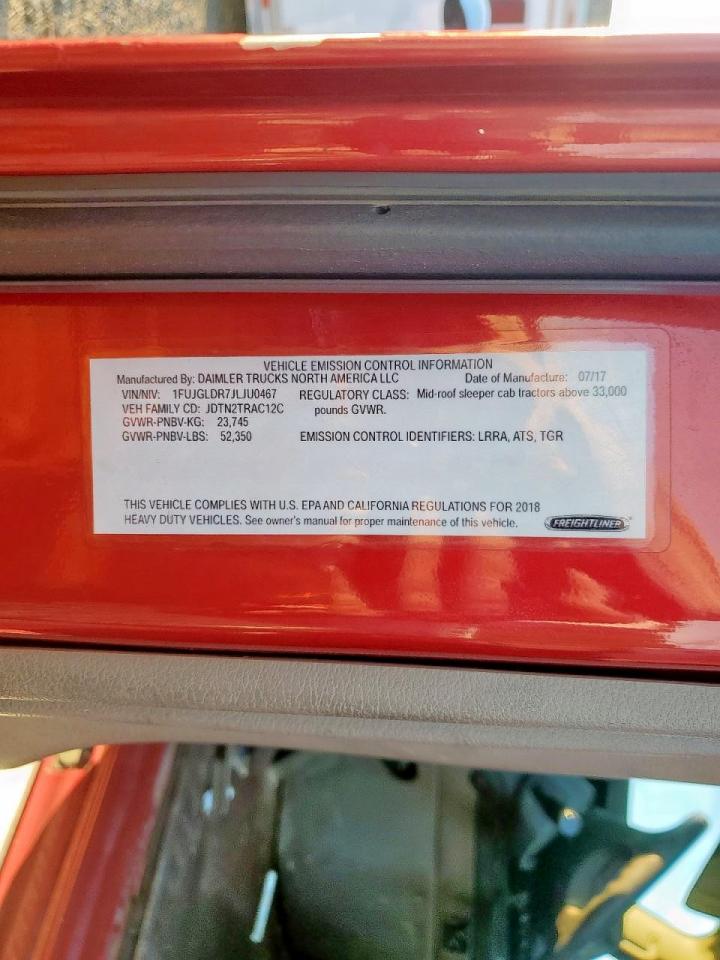 VEHICLE EMISSION CONTROL INFORMATION
Manufactured By: DAIMLER TRUCKS NORTH AMERICA LLC Date of Manufacture: 07/17
VIN/NIV: 1FUJGLDR7JLJU0467 REGULATORY CLASS: Mid-roof sleeper cab tractors above 33,000
VEH FAMILY CD: JDTN2TRAC12C pounds GVWR.
GVWR-PNBV-KG: 23,745
GVWR-PNBV-LBS: 52,350 EMISSION CONTROL IDENTIFIERS: LRRA, ATS, TGR
THIS VEHICLE COMPLIES WITH U.S. EPA AND CALIFORNIA REGULATIONS FOR 2018
HEAVY DUTY VEHICLES. See owner's manual for proper maintenance of this vehicle. FREIGHTLINER